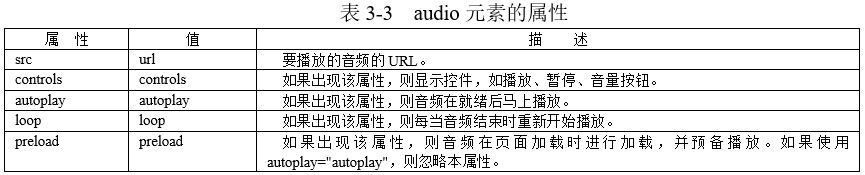 表 3-3 audio 元素的属性
属 性 值 描 述
src url 要播放的音频的 URL。
controls controls 如果出现该属性，则显示控件，如播放、暂停、音量按钮。
autoplay autoplay 如果出现该属性，则音频在就绪后马上播放。
loop loop 如果出现该属性，则每当音频结束时重新开始播放。
preload preload 如果出现该属性，则音频在页面加载时进行加载，并预备播放。如果使用
autoplay="autoplay"，则忽略本属性。